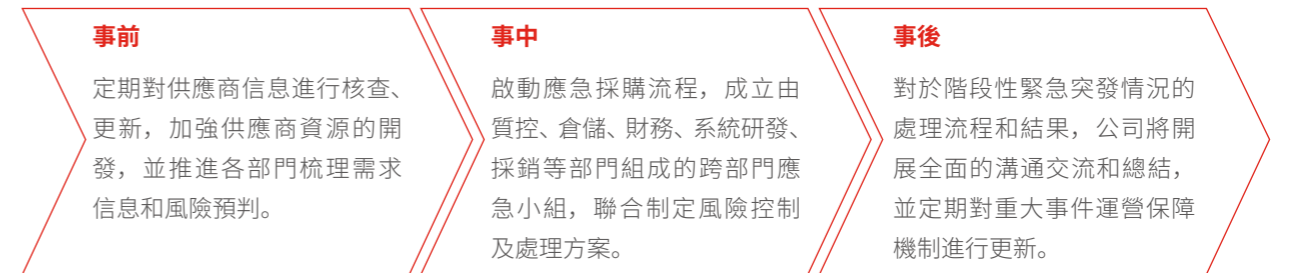 事前
定期對供應商信息進行核查、
更新，加強供應商資源的開
發，並推進各部門梳理需求
信息和風險預判。
事中
啟動應急採購流程，成立由
質控、倉儲、財務、系統研發、
採銷等部門組成的跨部門應
急小組，聯合制定風險控制
及處理方案。
事後
對於階段性緊急突發情況的
處理流程和結果，公司將開
展全面的溝通交流和總結，
並定期對重大事件運營保障
機制進行更新。